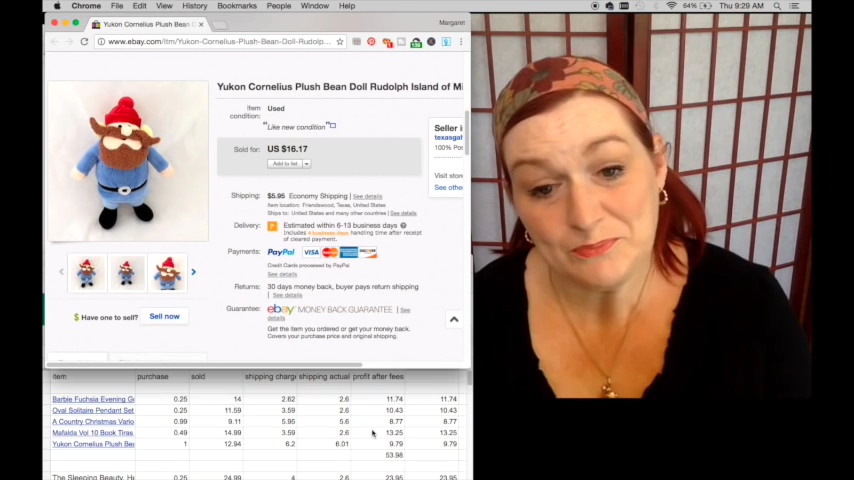 Chrome File Edit View History Bookmarks People Window Help
64% Thu 9:29 AM
Yukon Cornelius Plush Bean D
Margaret
www.ebay.com/itm/Yukon-Cornelius-Plush-Bean-Doll-Rudolp...
Yukon Cornelius Plush Bean Doll Rudolph Island of Mi
Item condition: Used
"Like new condition"
Sold for: US $16.17
Add to list
Seller i
texasgal
100% Pos
Visit store
See other
Shipping: $5.95 Economy Shipping | See details
Item location: Friendswood, Texas, United States
Ships to: United States and many other countries | See details
Delivery: Estimated within 6-13 business days
Includes 4 business days handling time after receipt
of cleared payment.
Payments: PayPal VISA
Credit Cards processed by PayPal
See details
Returns: 30 days money back, buyer pays return shipping
| See details
Guarantee: ebay MONEY BACK GUARANTEE | See
details
Get the item you ordered or get your money back.
Covers your purchase price and original shipping.
$ Have one to sell? Sell now
item purchase sold shipping charg shipping actual profit after fees
Barbie Fuchsia Evening G 0.25 14 2.62 2.6 11.74 11.74
Oval Solitaire Pendant Set 0.25 11.59 3.59 2.6 10.43 10.43
A Country Christmas Vario 0.99 9.11 5.95 5.6 8.77 8.77
Mafalda Vol 10 Book Tiras 0.49 14.99 3.59 2.6 13.25 13.25
Yukon Cornelius Plush Bea 1 12.94 6.2 6.01 9.79 9.79
53.98
The Sleeping Beauty, He 0.25 24.99 4 2.6 23.95 23.95